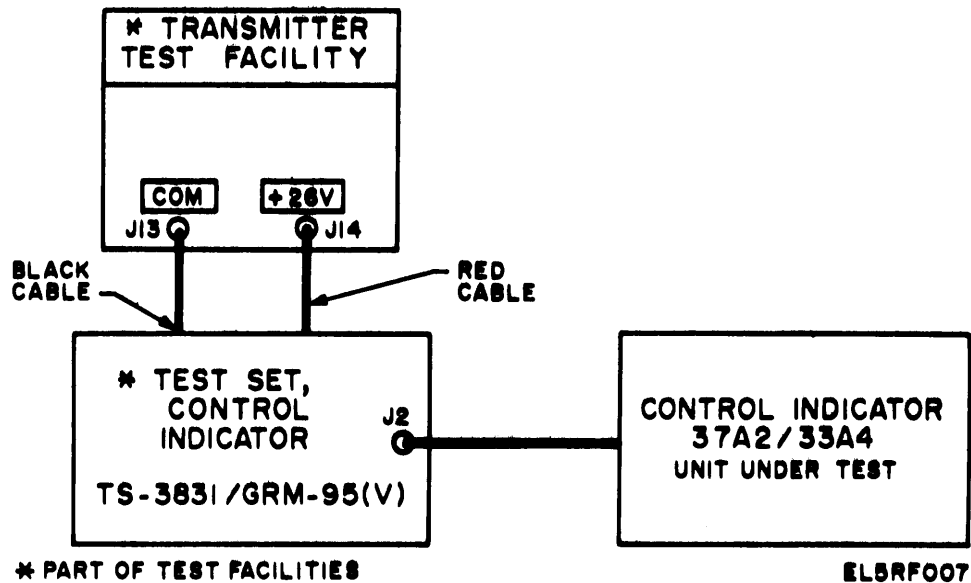 * TRANSMITTER
TEST FACILITY
COM
+26V
J13
J14
BLACK
CABLE
RED
CABLE
* TEST SET,
CONTROL
INDICATOR
J2
TS-3831/GRM-95(V)
CONTROL INDICATOR
37A2/33A4
UNIT UNDER TEST
* PART OF TEST FACILITIES
EL5RF007